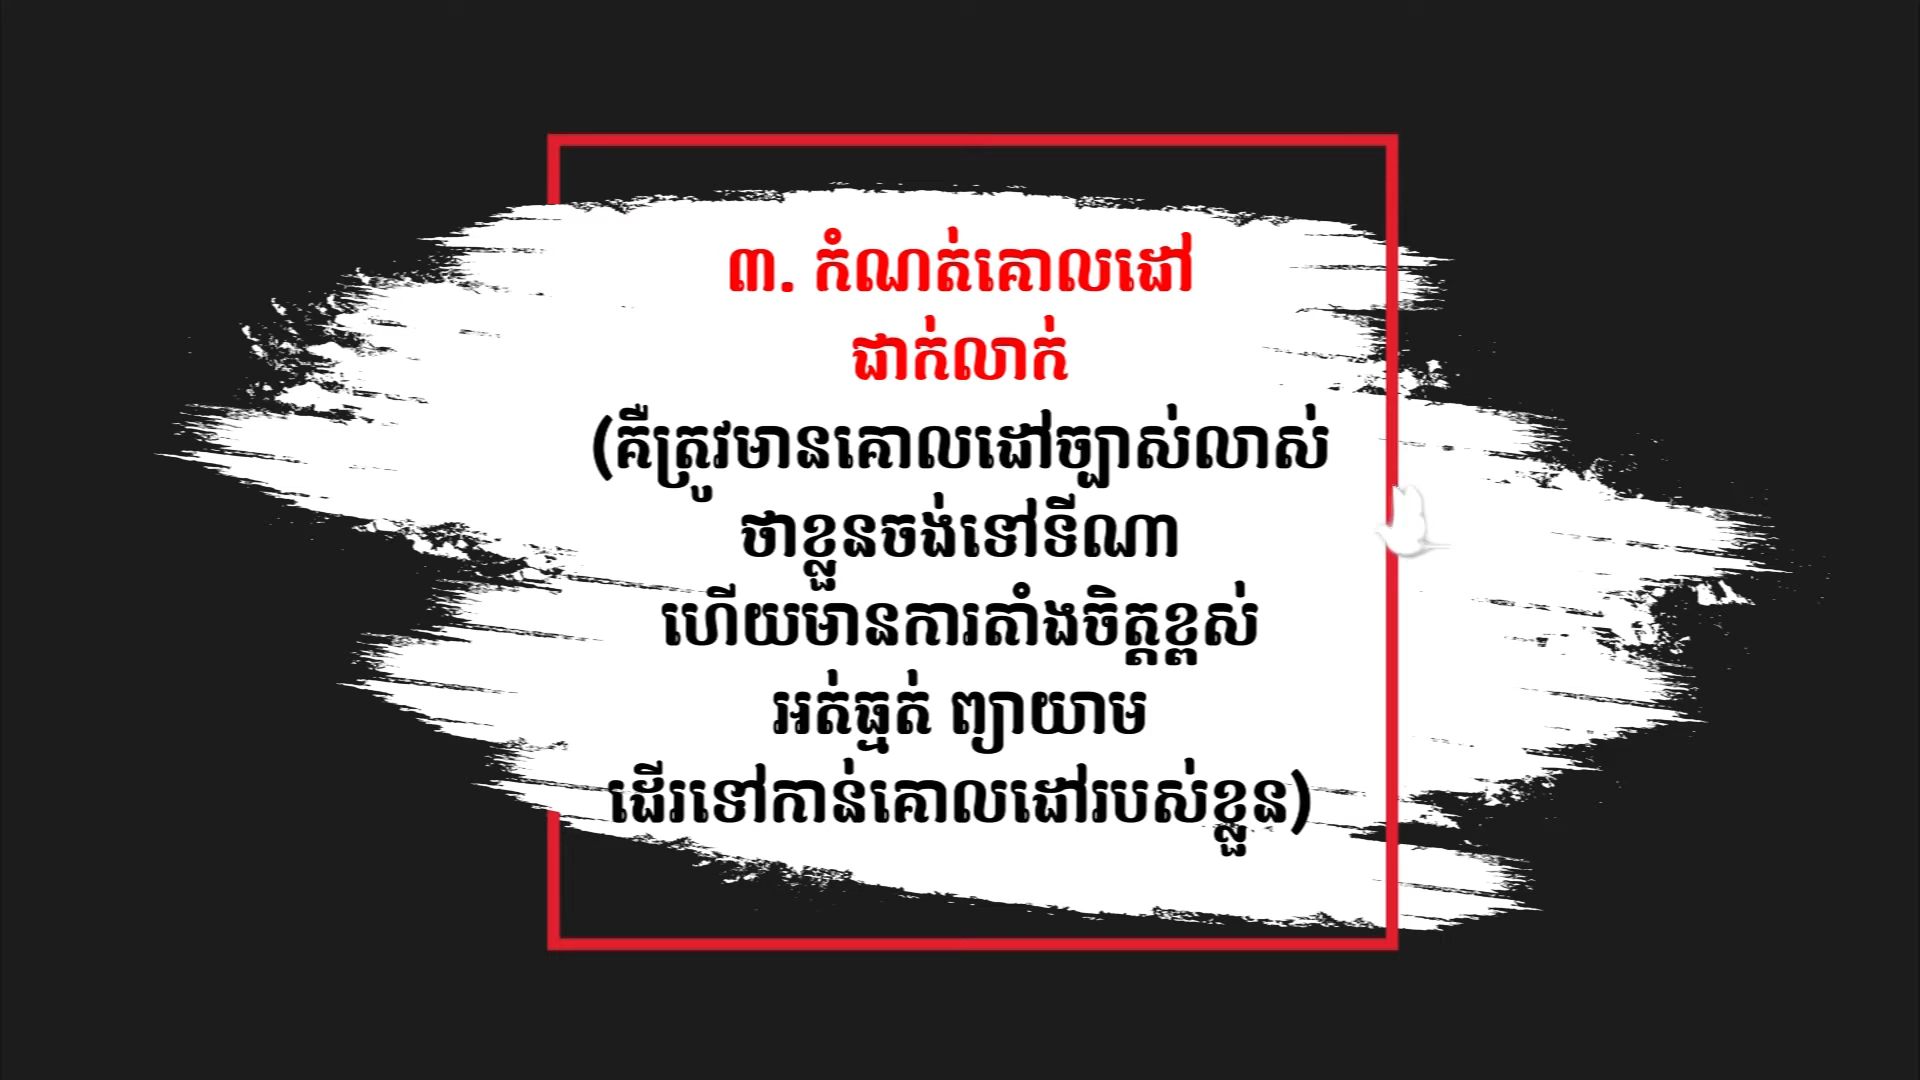 ៣. កំណត់គោលដៅ
ជាក់លាក់
(គឺត្រូវមានគោលដៅច្បាស់លាស់
ថាខ្លួនចង់ទៅទីណា
ហើយមានការតាំងចិត្តខ្ពស់
អត់ធ្មត់ ព្យាយាម
ដើរទៅកាន់គោលដៅរបស់ខ្លួន)